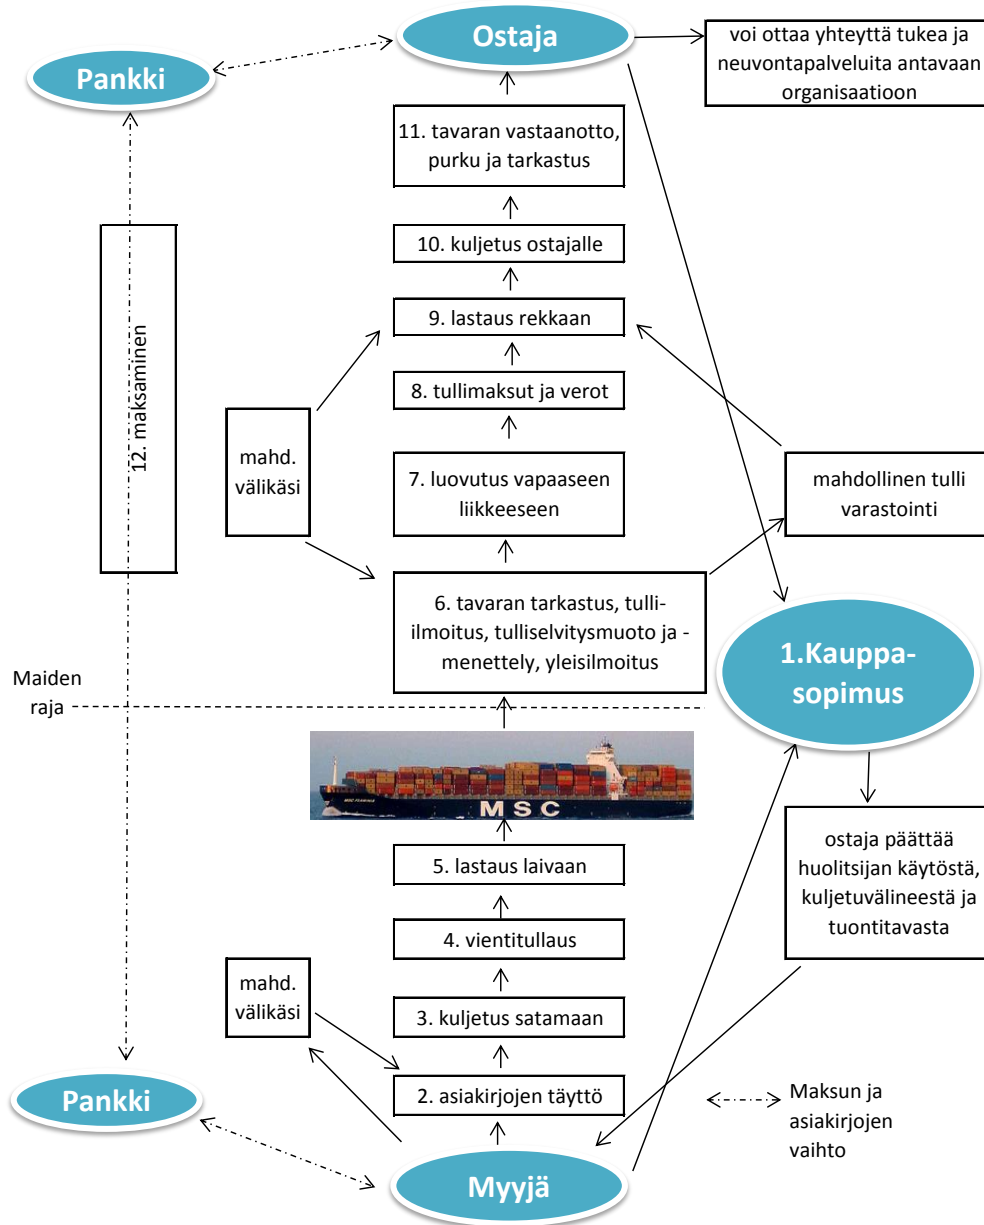 Ostaja
voi ottaa yhteyttä tukea ja
neuvontapalveluita antavaan
organisaatioon
Pankki
11. tavaran vastaanotto,
purku ja tarkastus
10. kuljetus ostajalle
9. lastaus rekkaan
12. maksaminen
8. tullimaksut ja verot
mahd.
välikäsi
7. luovutus vapaaseen
liikkeeseen
mahdollinen tulli
varastointi
6. tavaran tarkastus, tulli-
ilmoitus, tulliselvitysmuoto ja -
menettely, yleisilmoitus
1.Kauppa-
sopimus
Maiden
raja
MSC
5. lastaus laivaan
ostaja päättää
huolitsijan käytöstä,
kuljetuvälineestä ja
tuontitavasta
4. vientitullaus
mahd.
välikäsi
3. kuljetus satamaan
2. asiakirjojen täyttö
Pankki
Maksun ja
asiakirjojen
vaihto
Myyjä